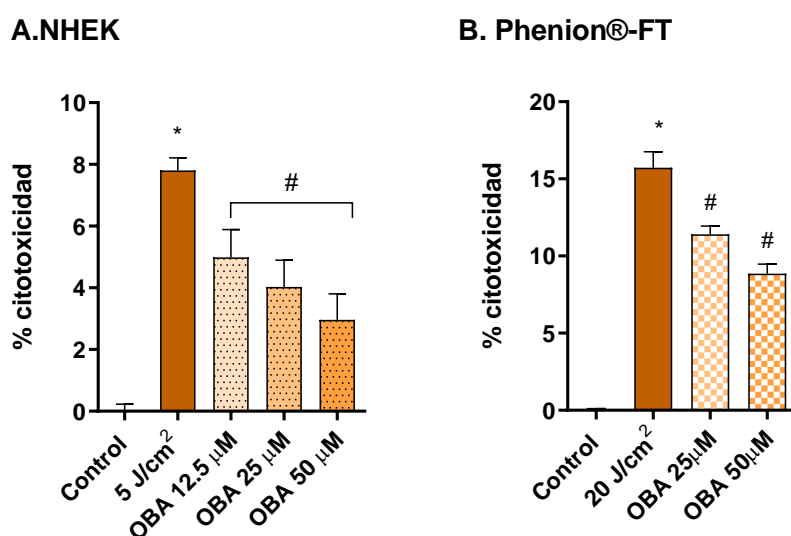 A.NHEK
% citotoxicidad
10
8
6
4
2
0
*
#
Control
5 J/cm²
OBA 12.5 μM
OBA 25 μM
OBA 50 μM
B. Phenion®-FT
% citotoxicidad
20
15
10
5
0
*
#
#
Control
20 J/cm²
OBA 25μM
OBA 50μM